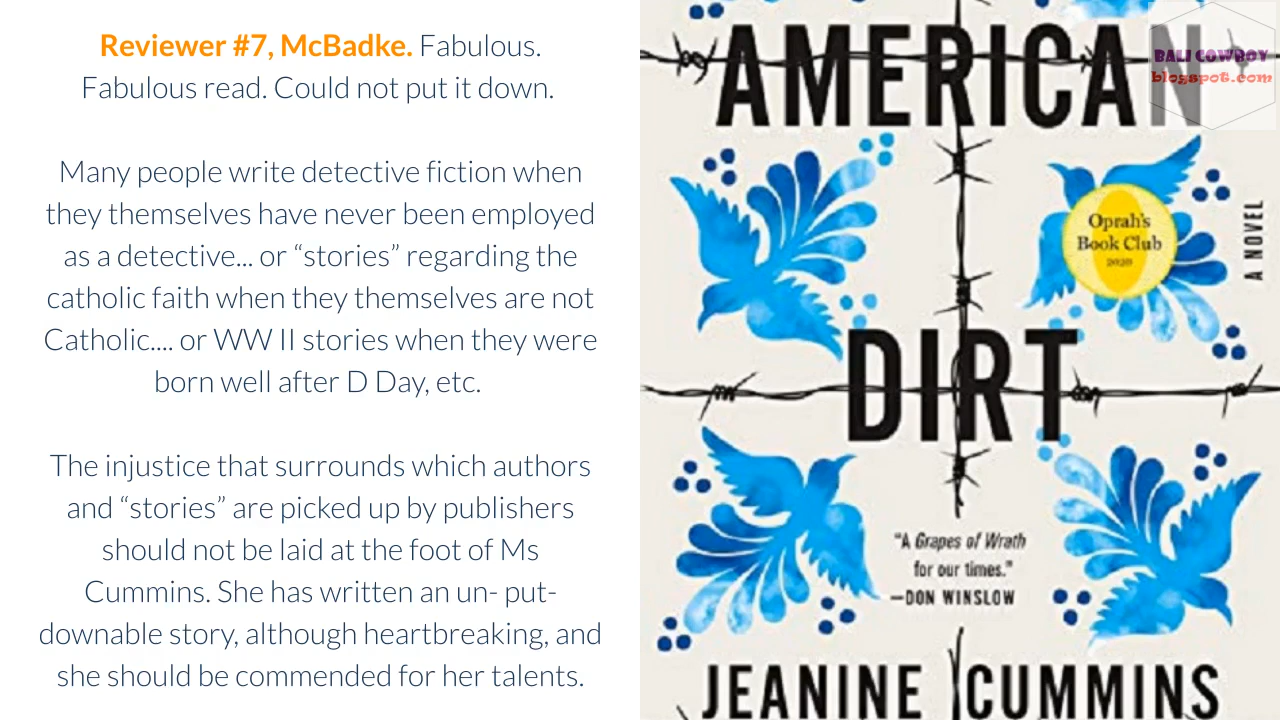 Reviewer #7, McBadke. Fabulous.
Fabulous read. Could not put it down.
Many people write detective fiction when
they themselves have never been employed
as a detective... or “stories” regarding the
catholic faith when they themselves are not
Catholic.... or WW II stories when they were
born well after D Day, etc.
The injustice that surrounds which authors
and “stories” are picked up by publishers
should not be laid at the foot of Ms
Cummins. She has written an un- put-
downable story, although heartbreaking, and
she should be commended for her talents.
AMERICAN
BALI COWBOY
blogspot.com
Oprah's
Book Club
2020
A NOVEL
DIRT
“A Grapes of Wrath
for our times.”
—DON WINSLOW
JEANINE CUMMINS